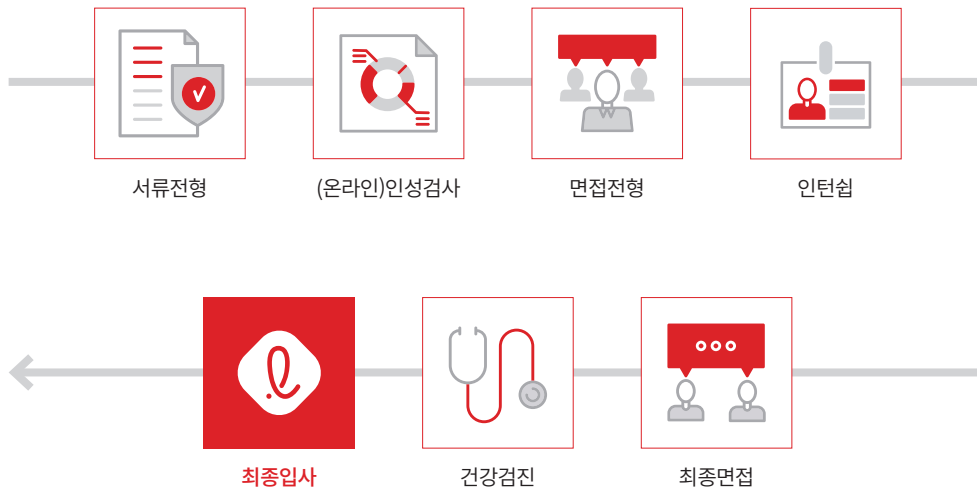 서류전형
(온라인)인성검사
면접전형
인턴쉽
최종입사
건강검진
최종면접